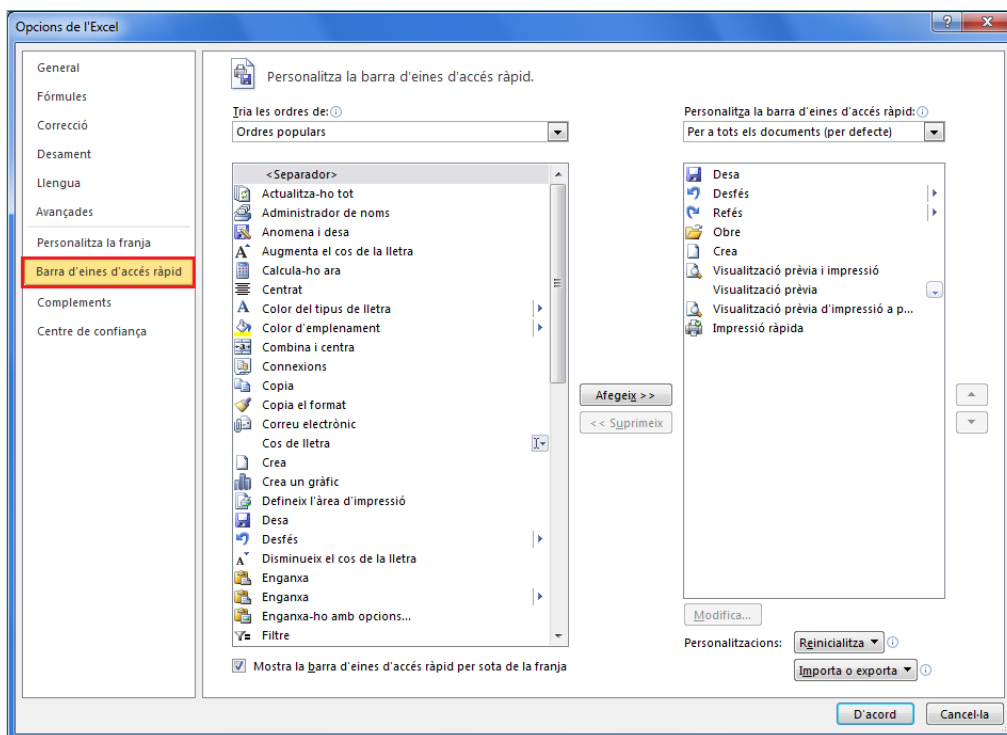 Opcions de l'Excel
General
Fórmules
Correcció
Desament
Llengua
Avançades
Personalitza la franja
Barra d'eines d'accés ràpid
Complements
Centre de confiança
Personalitza la barra d'eines d'accés ràpid.
Tria les ordres de:
Ordres populars
<Separador>
Actualitza-ho tot
Administrador de noms
Anomena i desa
Augmenta el cos de la lletra
Calcula-ho ara
Centrat
Color del tipus de lletra
Color d'emplenament
Combina i centra
Connexions
Copia
Copia el format
Correu electrònic
Cos de lletra
Crea
Crea un gràfic
Defineix l'àrea d'impressió
Desa
Desfés
Disminueix el cos de la lletra
Enganxa
Enganxa
Enganxa-ho amb opcions...
Filtre
Mostra la barra d'eines d'accés ràpid per sota de la franja
Afegeix >>
<< Suprimeix
Personalitza la barra d'eines d'accés ràpid:
Per a tots els documents (per defecte)
Desa
Desfés
Refés
Obre
Crea
Visualització prèvia i impressió
Visualització prèvia
Visualització prèvia d'impressió a p...
Impressió ràpida
Modifica...
Personalitzacions:
Reinicialitza
Importa o exporta
D'acord
Cancel·la